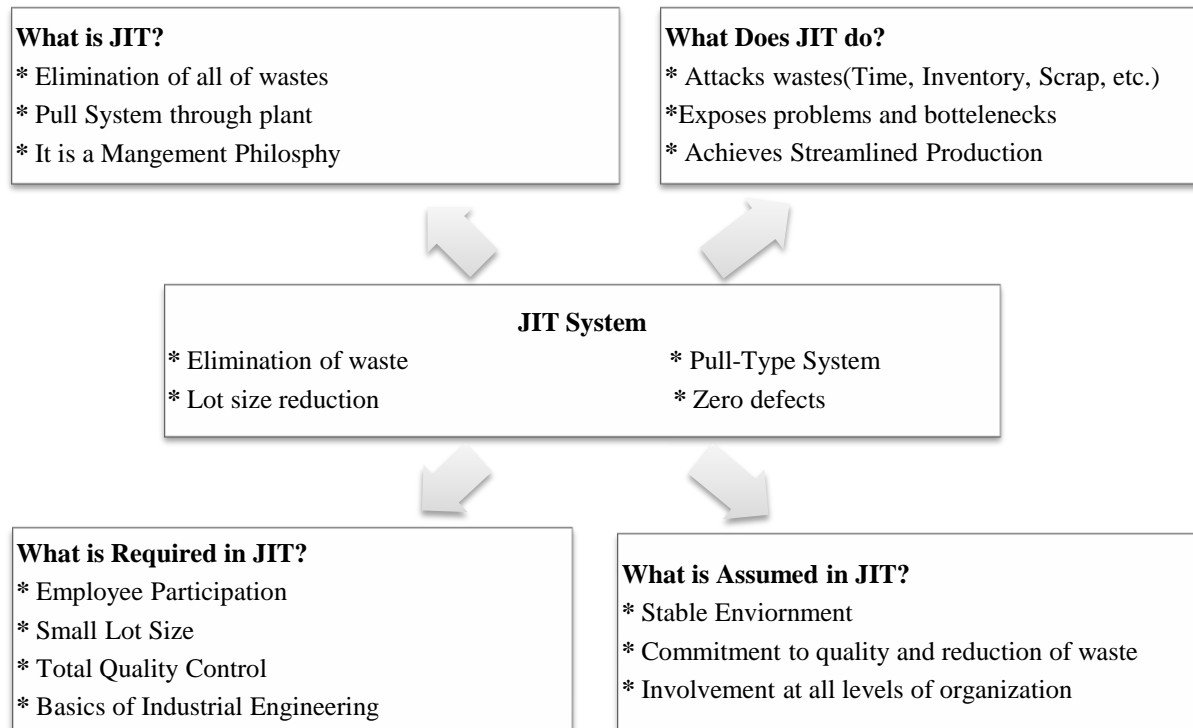 What is JIT?
* Elimination of all of wastes
* Pull System through plant
* It is a Mangement Philosphy
What Does JIT do?
* Attacks wastes(Time, Inventory, Scrap, etc.)
*Exposes problems and bottelenecks
* Achieves Streamlined Production
JIT System
* Elimination of waste * Pull-Type System
* Lot size reduction * Zero defects
What is Required in JIT?
* Employee Participation
* Small Lot Size
* Total Quality Control
* Basics of Industrial Engineering
What is Assumed in JIT?
* Stable Enviornment
* Commitment to quality and reduction of waste
* Involvement at all levels of organization